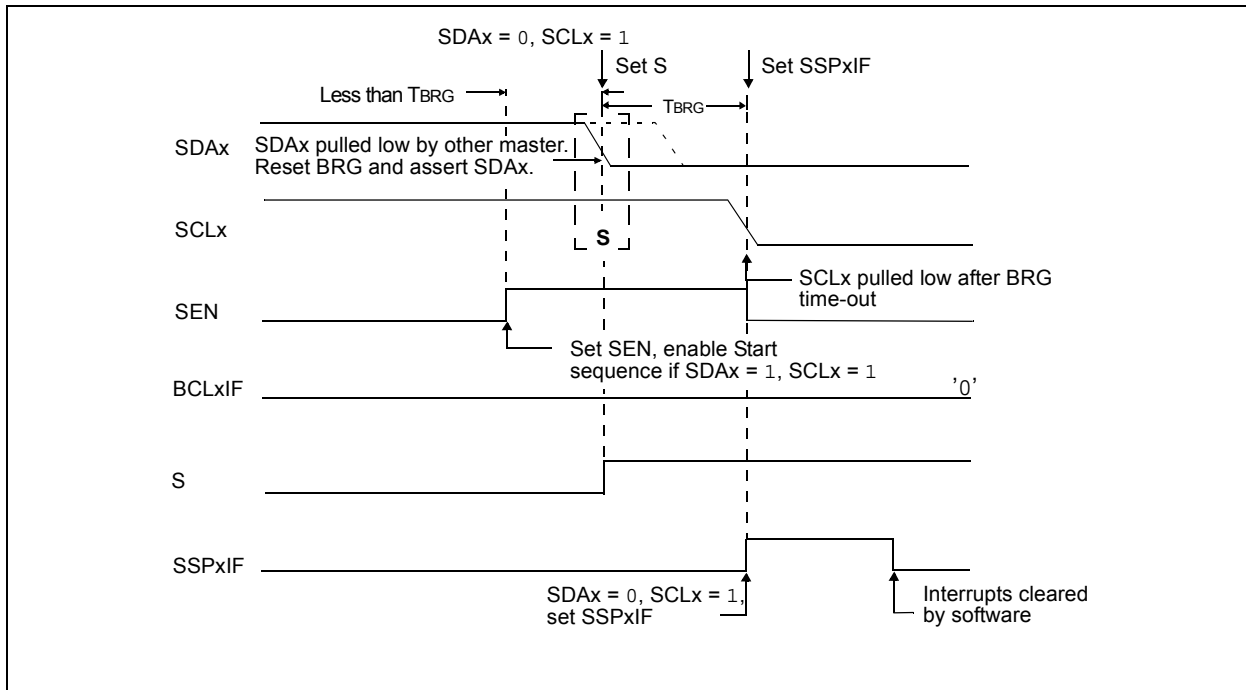 SDAx = 0, SCLx = 1
Set S
Set SSPxIF
Less than TBRG
TBRG
SDAx
SDAx pulled low by other master.
Reset BRG and assert SDAx.
SCLx
S
SCLx pulled low after BRG
time-out
SEN
Set SEN, enable Start
sequence if SDAx = 1, SCLx = 1
BCLxIF
'0'
S
SSPxIF
SDAx = 0, SCLx = 1,
set SSPxIF
Interrupts cleared
by software